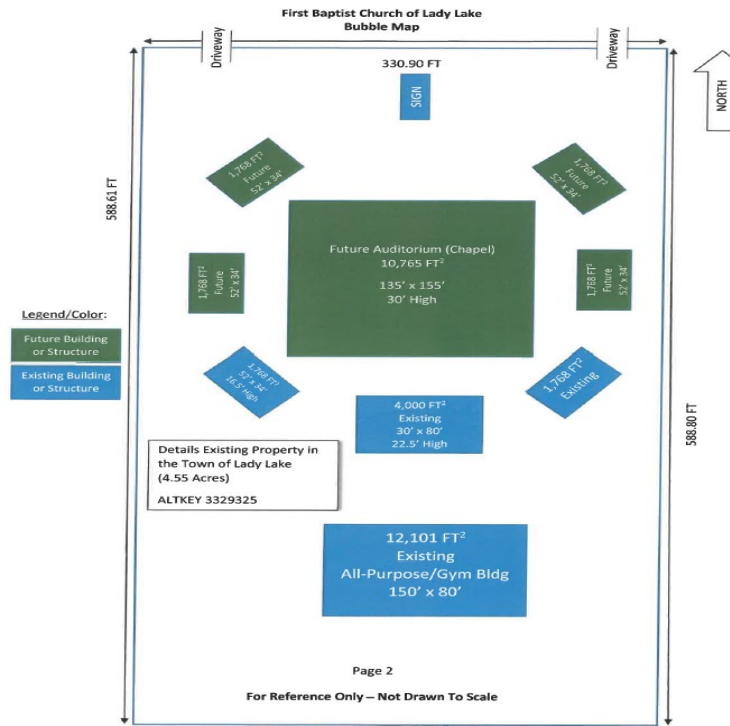 First Baptist Church of Lady Lake
Bubble Map
Driveway
Driveway
330.90 FT
SIGN
NORTH
588.61 FT
1,768 FT²
Future
52' x 34'
1,768 FT²
Future
52' x 34'
Future Auditorium (Chapel)
10,765 FT²
135' x 155'
30' High
1,768 FT²
Future
52' x 34'
1,768 FT²
Future
52' x 34'
Legend/Color:
Future Building
or Structure
Existing Building
or Structure
1,768 FT²
52' x 34'
16.5' High
4,000 FT²
Existing
30' x 80'
22.5' High
1,768 FT²
Existing
588.80 FT
Details Existing Property in
the Town of Lady Lake
(4.55 Acres)
ALTKEY 3329325
12,101 FT²
Existing
All-Purpose/Gym Bldg
150' x 80'
Page 2
For Reference Only – Not Drawn To Scale